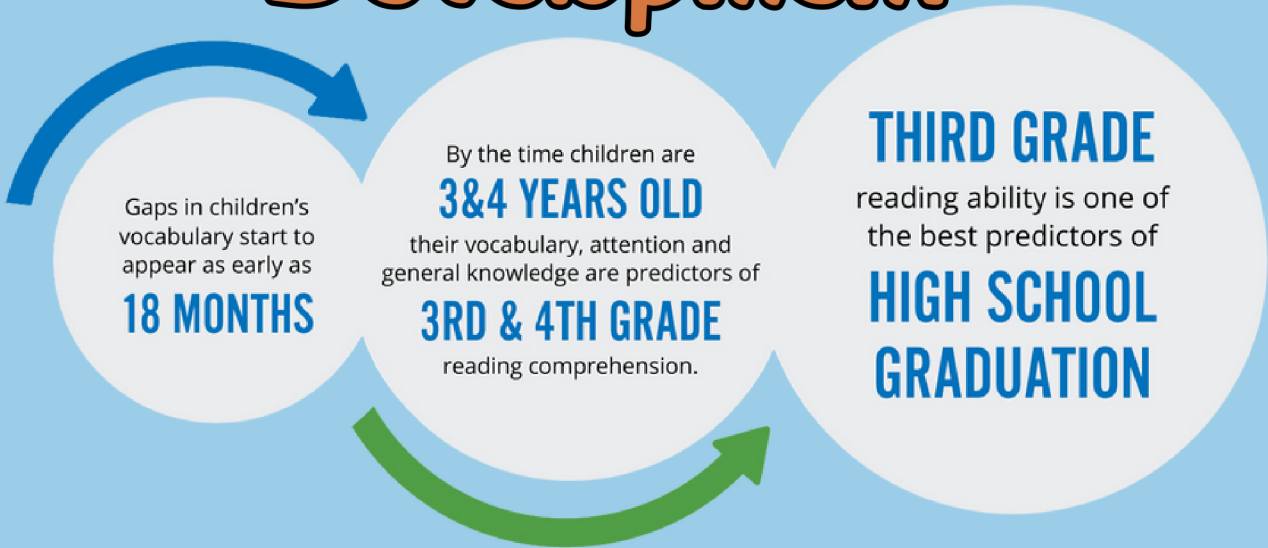 Development
Gaps in children's
vocabulary start to
appear as early as
18 MONTHS
By the time children are
3&4 YEARS OLD
their vocabulary, attention and
general knowledge are predictors of
3RD & 4TH GRADE
reading comprehension.
THIRD GRADE
reading ability is one of
the best predictors of
HIGH SCHOOL
GRADUATION